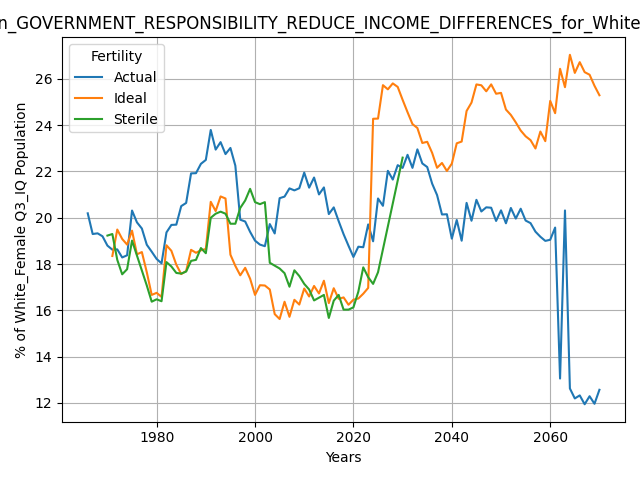 n_GOVERNMENT_RESPONSIBILITY_REDUCE_INCOME_DIFFERENCES_for_White
Fertility
Actual
Ideal
Sterile
% of White_Female Q3_IQ Population
26
24
22
20
18
16
14
12
1980 2000 2020 2040 2060
Years